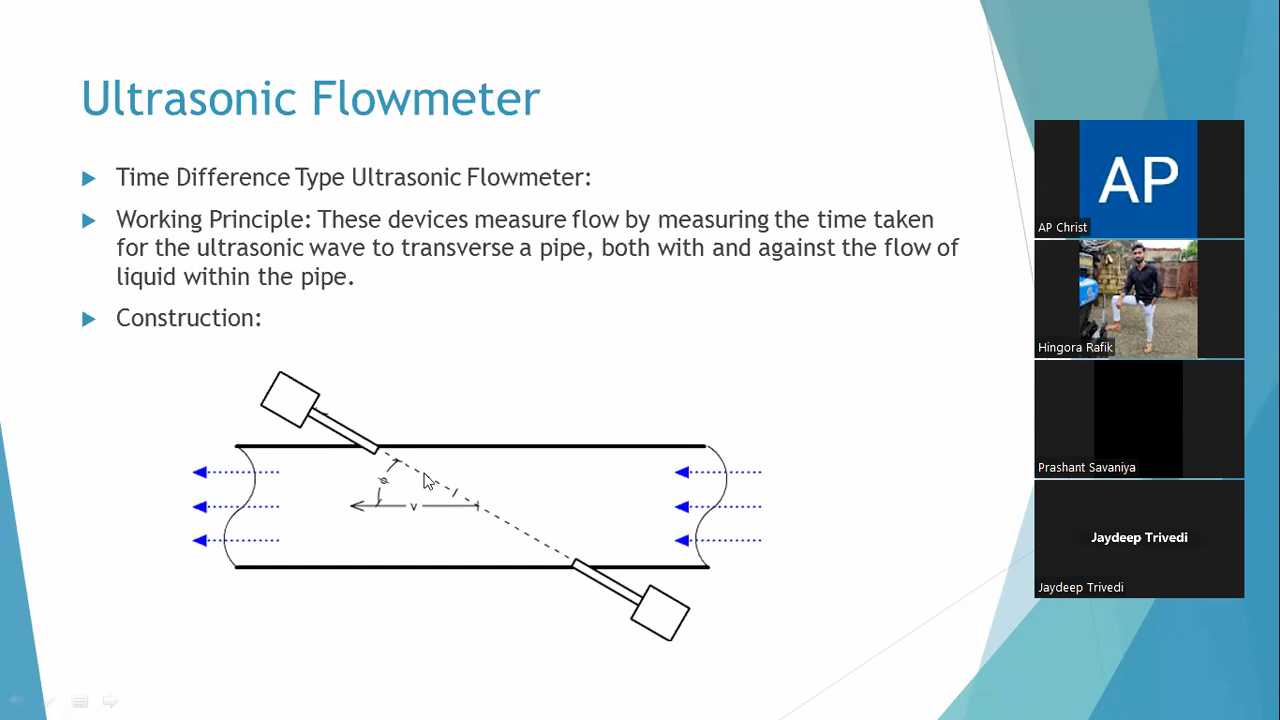 Ultrasonic Flowmeter
Time Difference Type Ultrasonic Flowmeter:
Working Principle: These devices measure flow by measuring the time taken
for the ultrasonic wave to transverse a pipe, both with and against the flow of
liquid within the pipe.
Construction:
ϕ
l
v
AP
AP Christ
Hingora Rafik
Prashant Savaniya
Jaydeep Trivedi
Jaydeep Trivedi